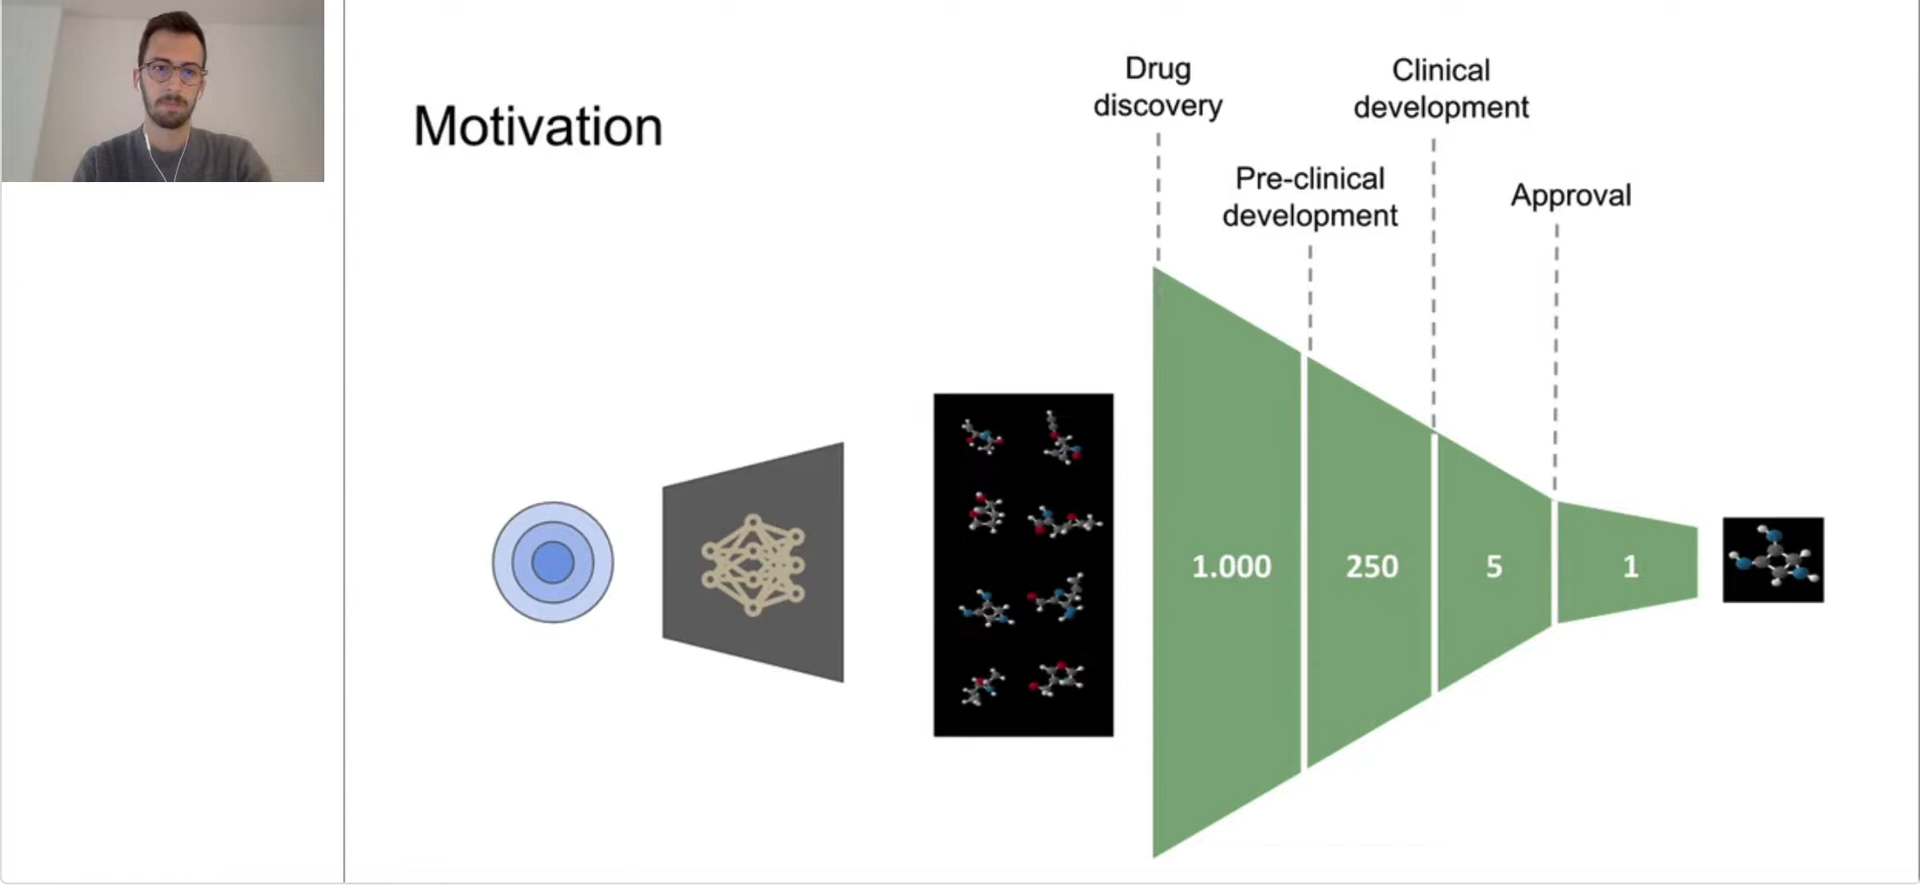 Motivation
Drug
discovery
Pre-clinical
development
Clinical
development
Approval
1.000
250
5
1